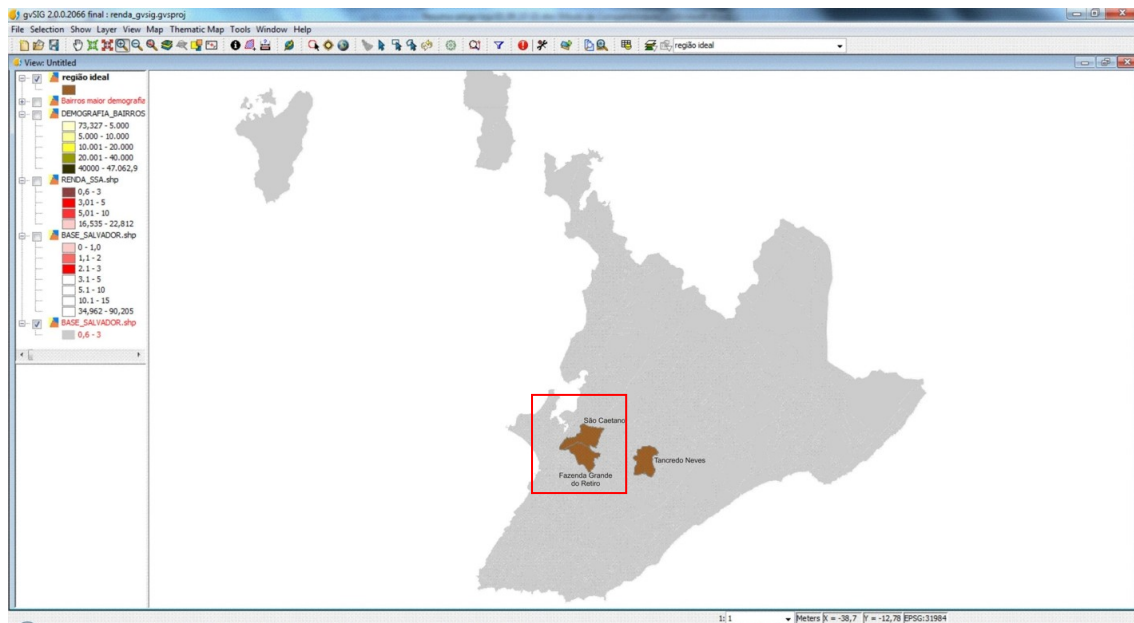 gvSIG 2.0.0.2066 final : renda_gvsig.gvsproj
File Selection Show Layer View Map Thematic Map Tools Window Help
região ideal
View: Untitled
região ideal
Bairros maior demografia
DEMOGRAFIA_BAIRROS
73,327 - 5.000
5.000 - 10.000
10.001 - 20.000
20.001 - 40.000
40000 - 47.062,9
RENDA_SSA.shp
0,6 - 3
3,01 - 5
5,01 - 10
16,535 - 22,812
BASE_SALVADOR.shp
0 - 1,0
1,1 - 2
2.1 - 3
3.1 - 5
5.1 - 10
10.1 - 15
34,962 - 90,205
BASE_SALVADOR.shp
0,6 - 3
São Caetano
Tancredo Neves
Fazenda Grande
do Retiro
1: 1
Meters X = -38,7 Y = -12,78 EPSG:31984